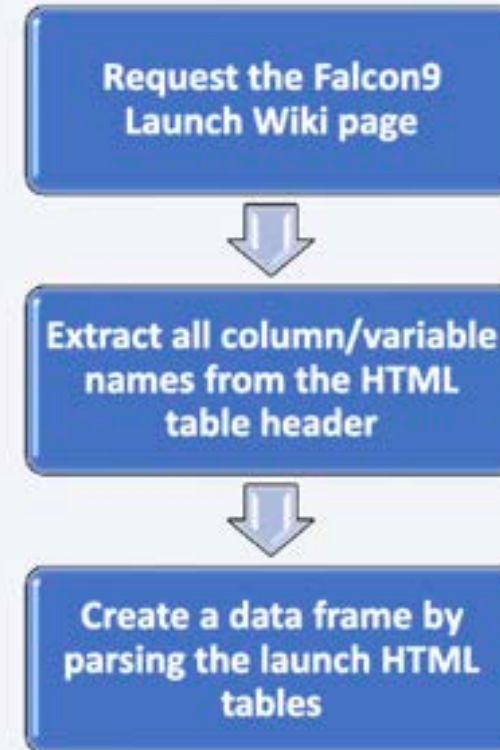 Request the Falcon9
Launch Wiki page
Extract all column/variable
names from the HTML
table header
Create a data frame by
parsing the launch HTML
tables